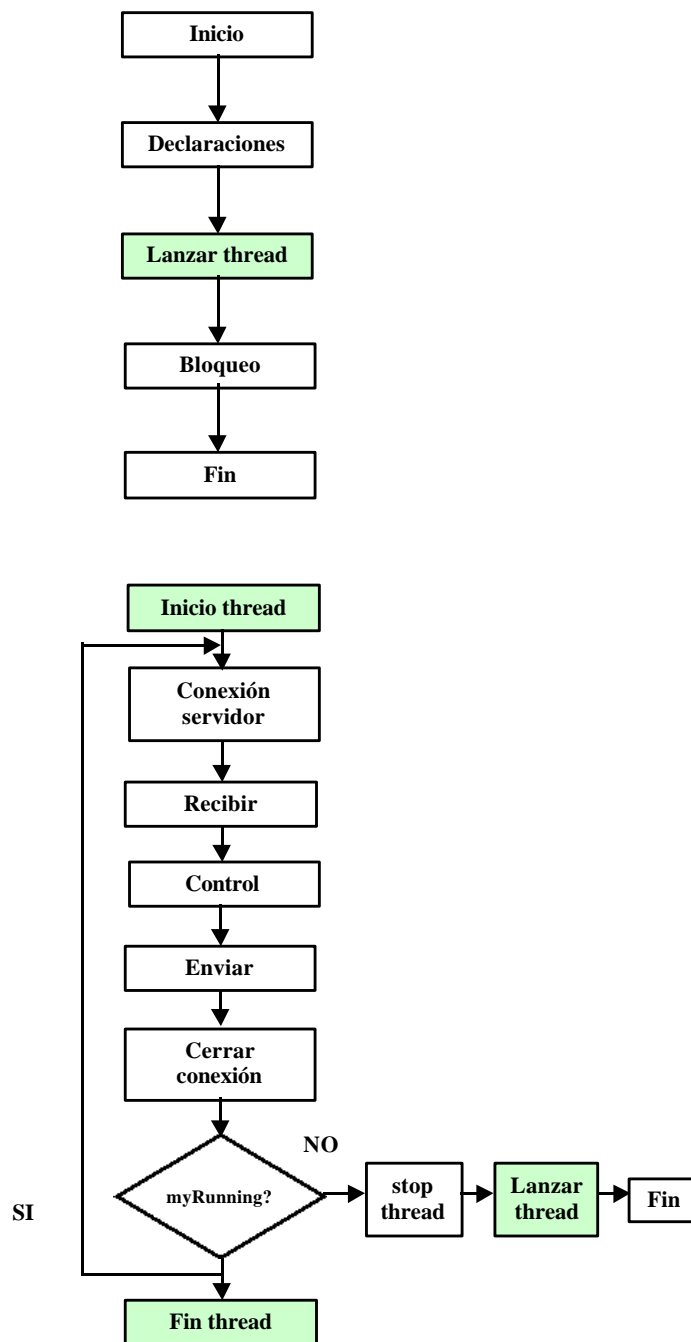 Inicio
Declaraciones
Lanzar thread
Bloqueo
Fin
Inicio thread
Conexión
servidor
Recibir
Control
Enviar
Cerrar
conexión
NO
myRunning?
stop
thread
Lanzar
thread
Fin
SI
Fin thread